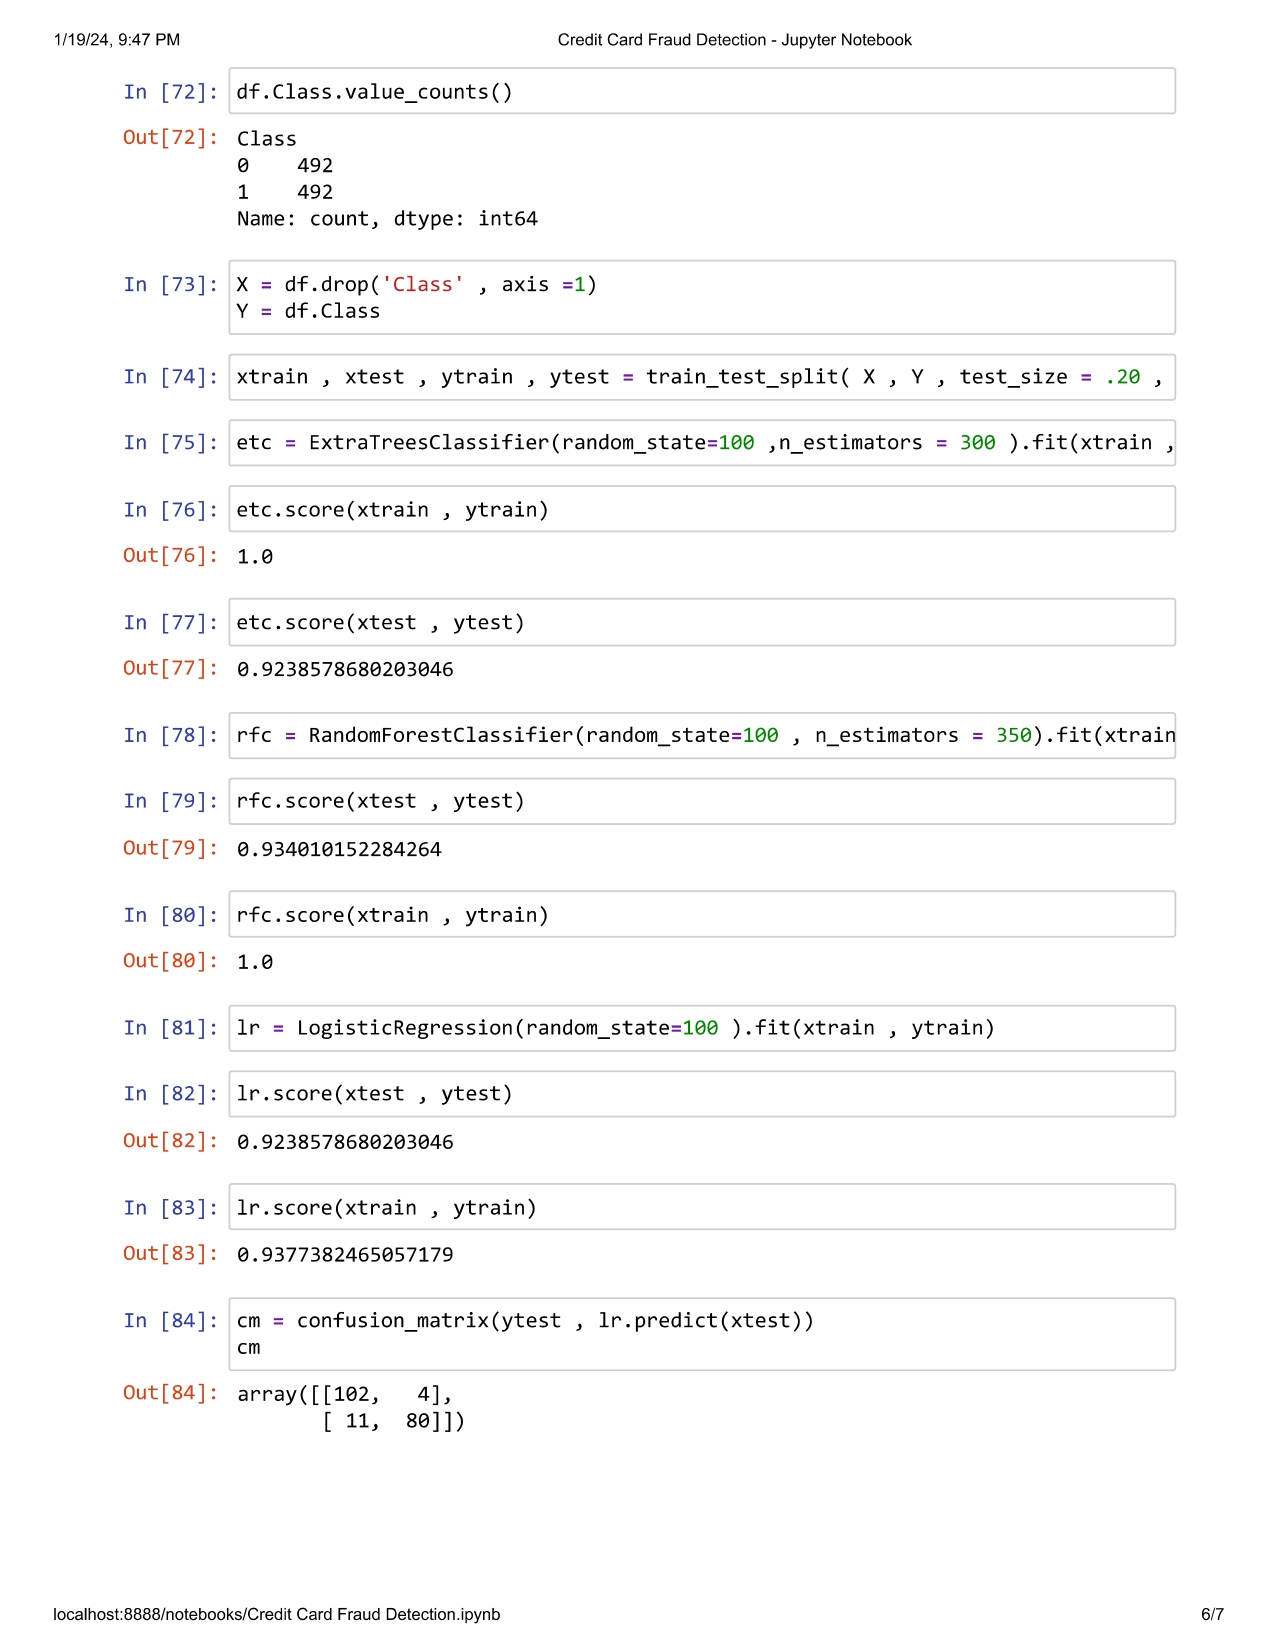 1/19/24, 9:47 PM Credit Card Fraud Detection - Jupyter Notebook
In [72]: df.Class.value_counts()
Out[72]: Class
0    492
1    492
Name: count, dtype: int64
In [73]: X = df.drop('Class' , axis =1)
Y = df.Class
In [74]: xtrain , xtest , ytrain , ytest = train_test_split( X , Y , test_size = .20 ,
In [75]: etc = ExtraTreesClassifier(random_state=100 ,n_estimators = 300 ).fit(xtrain ,
In [76]: etc.score(xtrain , ytrain)
Out[76]: 1.0
In [77]: etc.score(xtest , ytest)
Out[77]: 0.9238578680203046
In [78]: rfc = RandomForestClassifier(random_state=100 , n_estimators = 350).fit(xtrain
In [79]: rfc.score(xtest , ytest)
Out[79]: 0.934010152284264
In [80]: rfc.score(xtrain , ytrain)
Out[80]: 1.0
In [81]: lr = LogisticRegression(random_state=100 ).fit(xtrain , ytrain)
In [82]: lr.score(xtest , ytest)
Out[82]: 0.9238578680203046
In [83]: lr.score(xtrain , ytrain)
Out[83]: 0.9377382465057179
In [84]: cm = confusion_matrix(ytest , lr.predict(xtest))
cm
Out[84]: array([[102,   4],
[ 11,  80]])
localhost:8888/notebooks/Credit Card Fraud Detection.ipynb 6/7